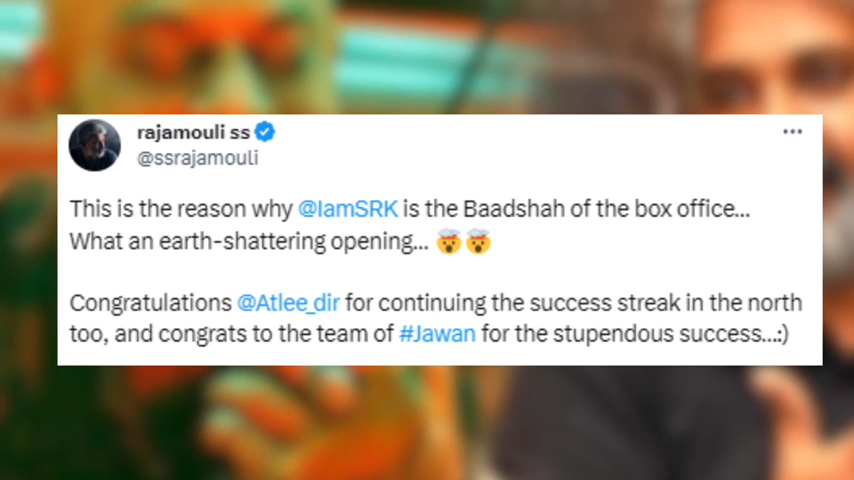 rajamouli ss
@ssrajamouli
This is the reason why @IamSRK is the Baadshah of the box office...
What an earth-shattering opening... 🤯🤯
Congratulations @Atlee_dir for continuing the success streak in the north
too, and congrats to the team of #Jawan for the stupendous success...:)